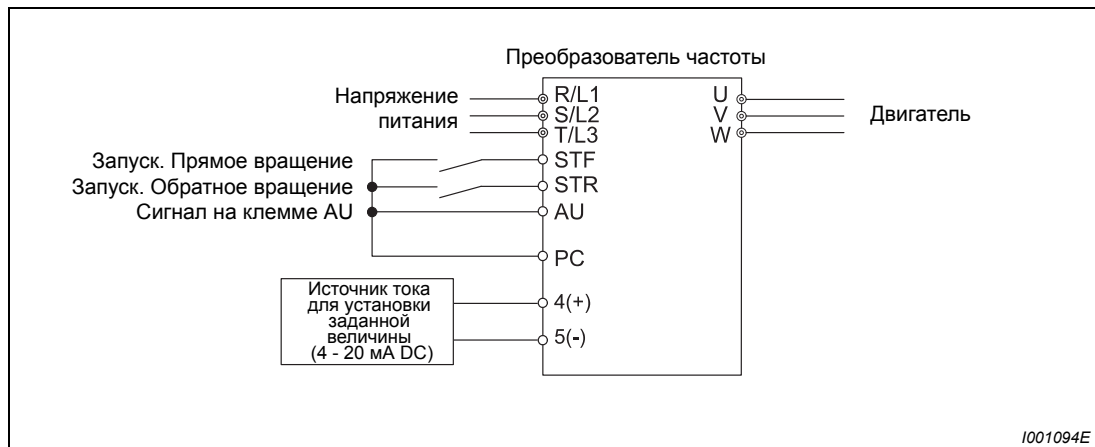 Преобразователь частоты
Напряжение
питания
R/L1
S/L2
T/L3
U
V
W
Двигатель
Запуск. Прямое вращение
STF
Запуск. Обратное вращение
STR
Сигнал на клемме AU
AU
PC
Источник тока
для установки
заданной
величины
(4 - 20 мА DC)
4(+)
5(-)
I001094E